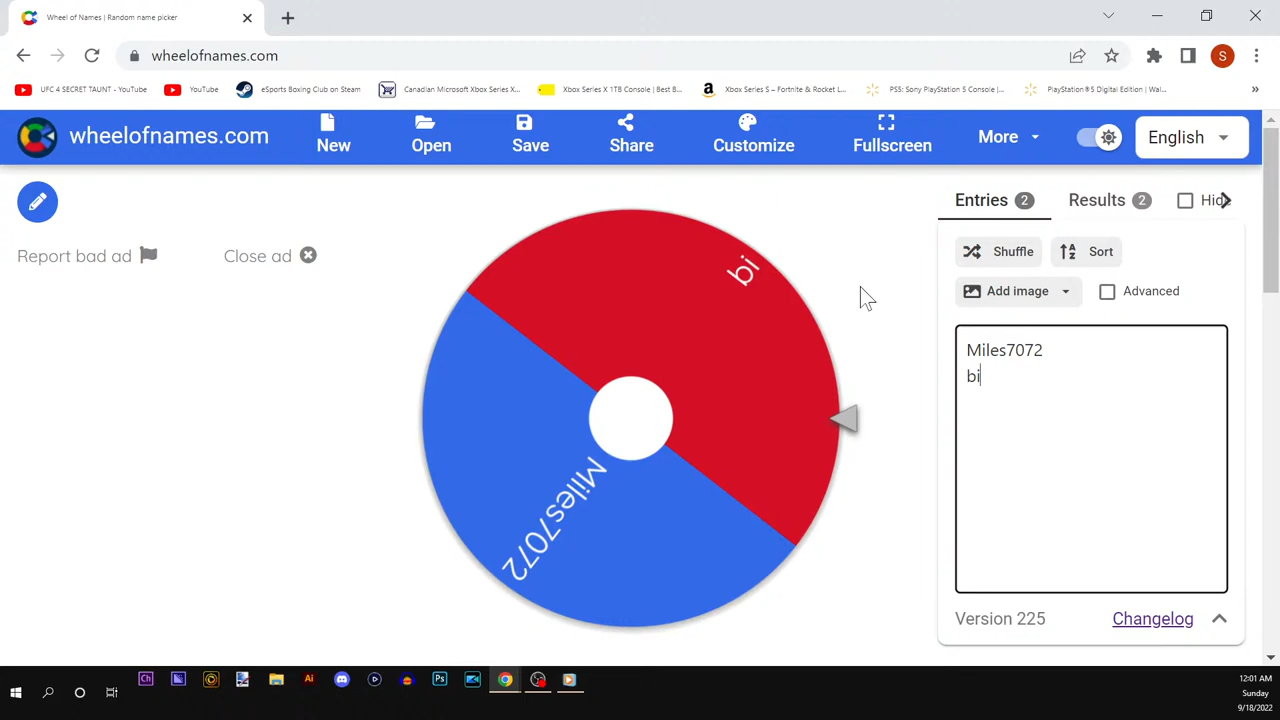 Wheel of Names | Random name picker
wheelofnames.com
S
UFC 4 SECRET TAUNT - YouTube
YouTube
eSports Boxing Club on Steam
Canadian Microsoft Xbox Series X...
Xbox Series X 1TB Console | Best B...
Xbox Series S – Fortnite & Rocket L...
PS5: Sony PlayStation 5 Console |...
PlayStation®5 Digital Edition | Wal...
wheelofnames.com
New
Open
Save
Share
Customize
Fullscreen
More
English
Report bad ad
Close ad
Entries 2
Results 2
Hide
Shuffle
Sort
Add image
Advanced
Miles7072
bi
bi
Miles7072
Version 225
Changelog
Ch
Ai
Ps
12:01 AM
Sunday
9/18/2022